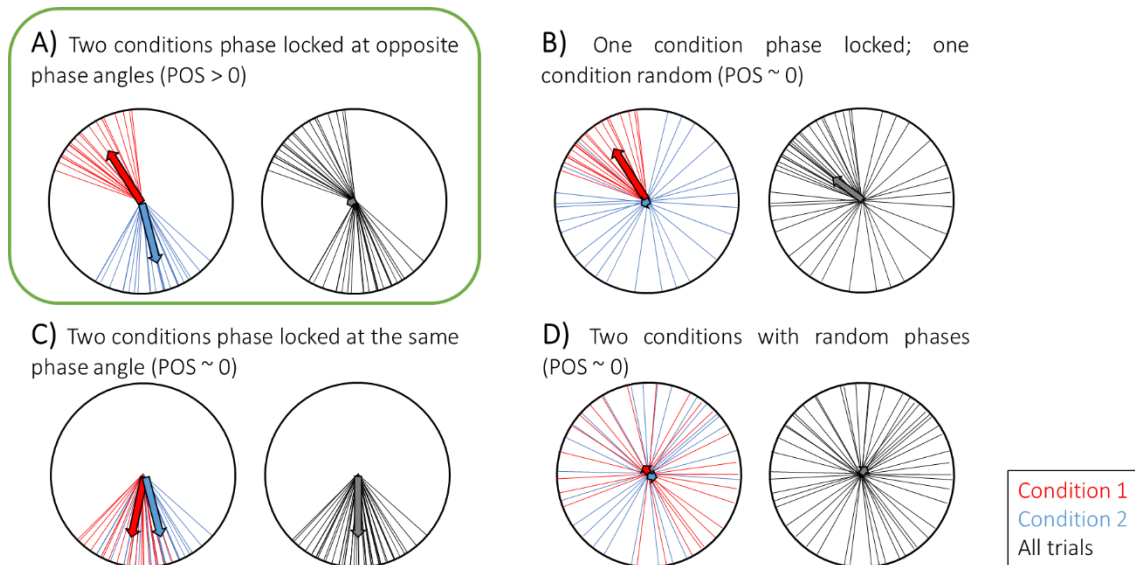 A) Two conditions phase locked at opposite
phase angles (POS > 0)
B) One condition phase locked; one
condition random (POS ~ 0)
C) Two conditions phase locked at the same
phase angle (POS ~ 0)
D) Two conditions with random phases
(POS ~ 0)
Condition 1
Condition 2
All trials